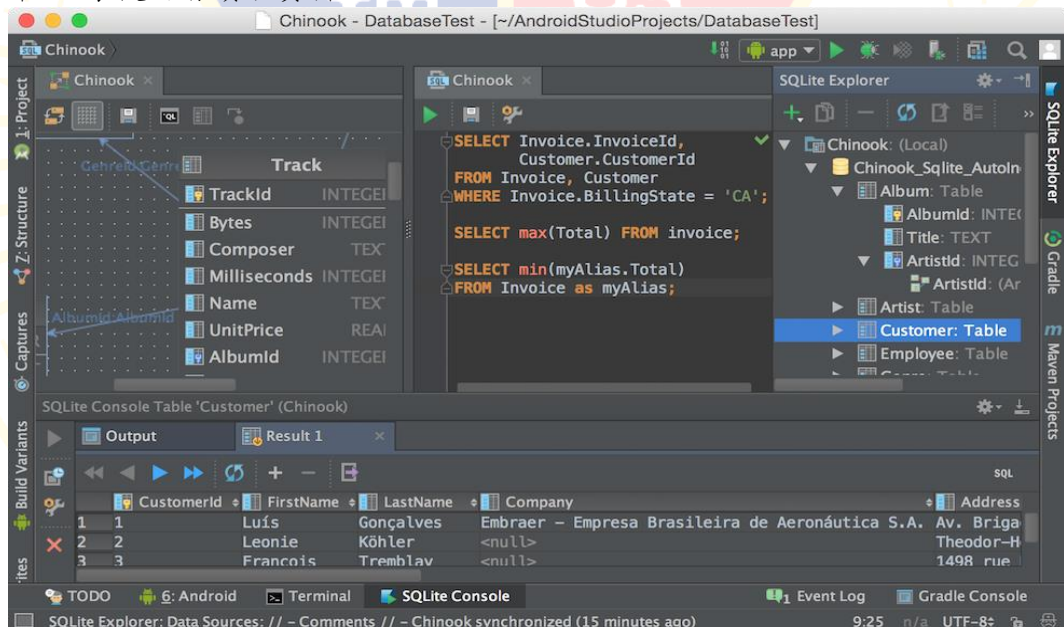 Chinook - DatabaseTest - [~/AndroidStudioProjects/DatabaseTest]
Chinook
app
1: Project
Z: Structure
Captures
Build Variants
Chinook
Track
TrackId INTEGE
Bytes INTEGE
Composer TEX
Milliseconds INTEGE
Name TEX
UnitPrice REA
AlbumId INTEGE
AlbumId:AlbumId
Chinook
SELECT Invoice.InvoiceId,
Customer.CustomerId
FROM Invoice, Customer
WHERE Invoice.BillingState = 'CA';
SELECT max(Total) FROM invoice;
SELECT min(myAlias.Total)
FROM Invoice as myAlias;
SQLite Explorer
Chinook: (Local)
Chinook_Sqlite_AutoIn
Album: Table
AlbumId: INTE
Title: TEXT
ArtistId: INTEG
ArtistId: (Ar
Artist: Table
Customer: Table
Employee: Table
SQLite Explorer
Gradle
Maven Projects
SQLite Console Table 'Customer' (Chinook)
Output
Result 1
SQL
CustomerId FirstName LastName Company Address
1 1 Luís Gonçalves Embraer – Empresa Brasileira de Aeronáutica S.A. Av. Briga
2 2 Leonie Köhler <null> Theodor-H
3 3 François Tremblay <null> 1498 rue
TODO
6: Android
Terminal
SQLite Console
1 Event Log
Gradle Console
SQLite Explorer: Data Sources: // – Comments // – Chinook synchronized (15 minutes ago)
9:25 n/a UTF-8